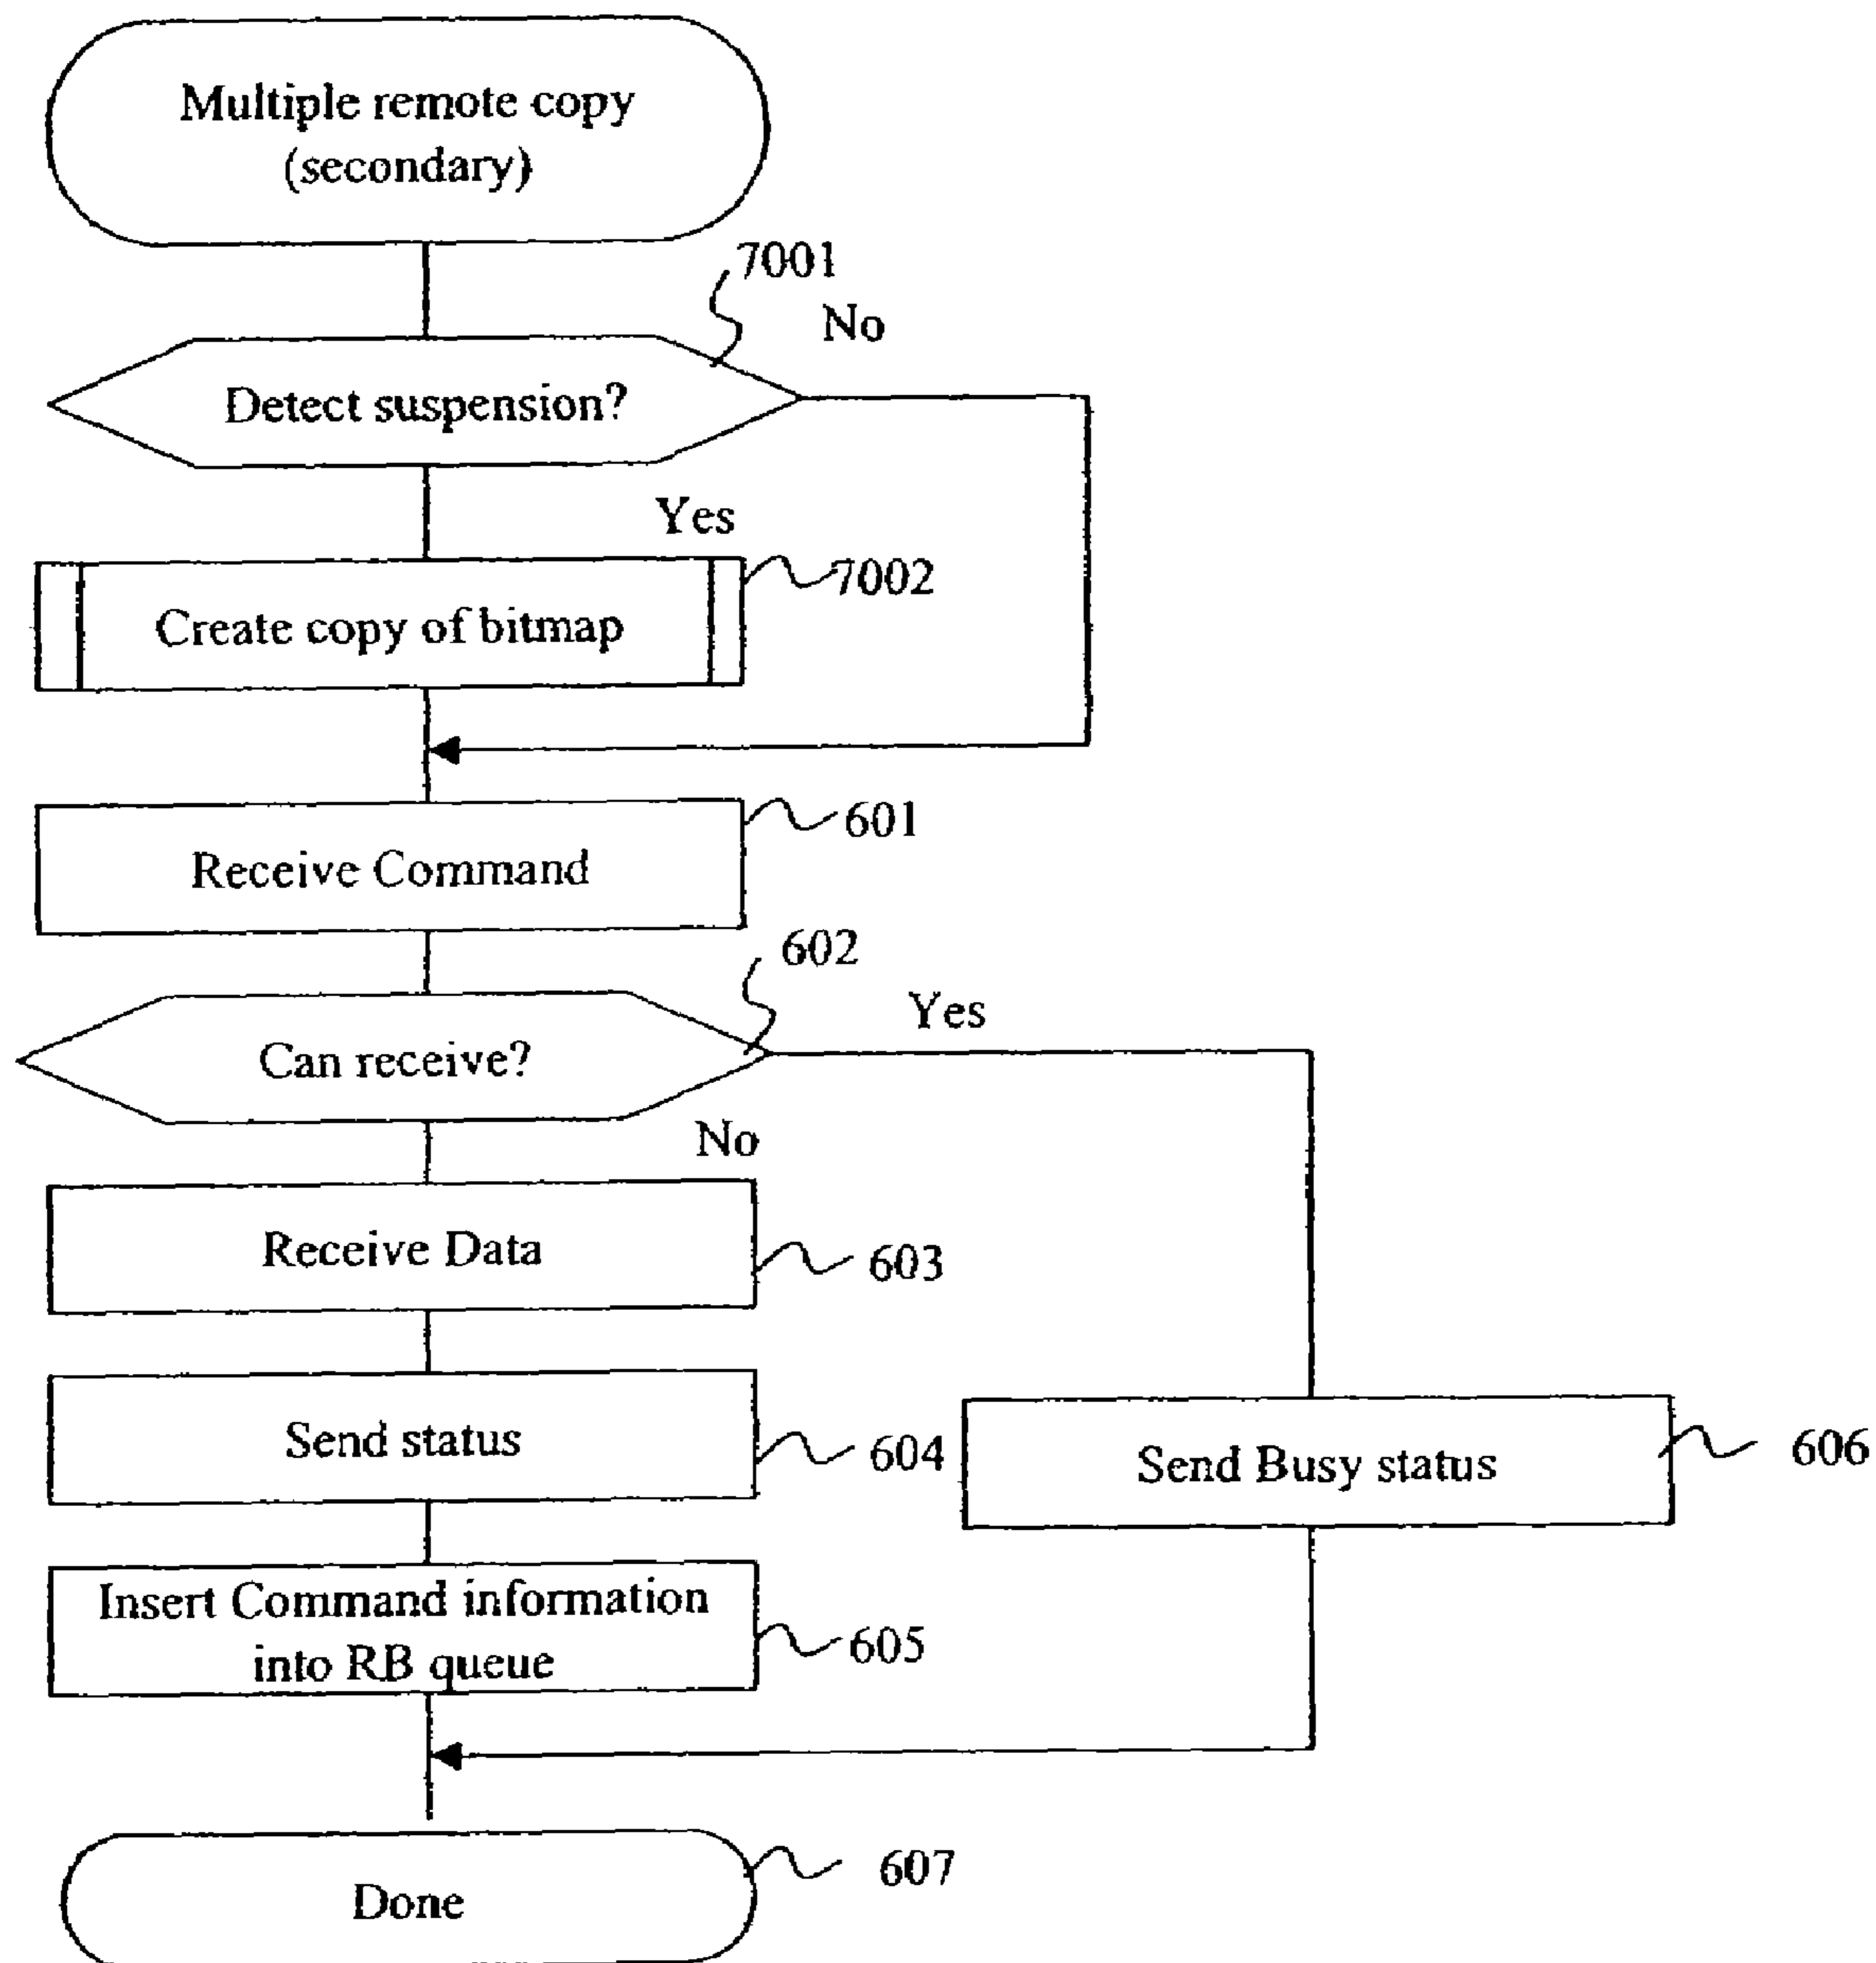 Multiple remote copy
(secondary)
7001
No
Detect suspension?
Yes
7002
Create copy of bitmap
601
Receive Command
602
Yes
Can receive?
No
Receive Data
603
Send status
604
Send Busy status
606
Insert Command information
into RB queue
605
607
Done